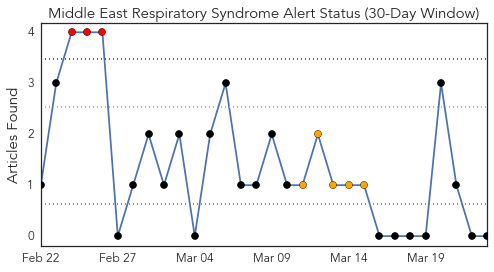 Middle East Respiratory Syndrome Alert Status (30-Day Window)
Articles Found
4
3
2
1
0
Feb 22
Feb 27
Mar 04
Mar 09
Mar 14
Mar 19